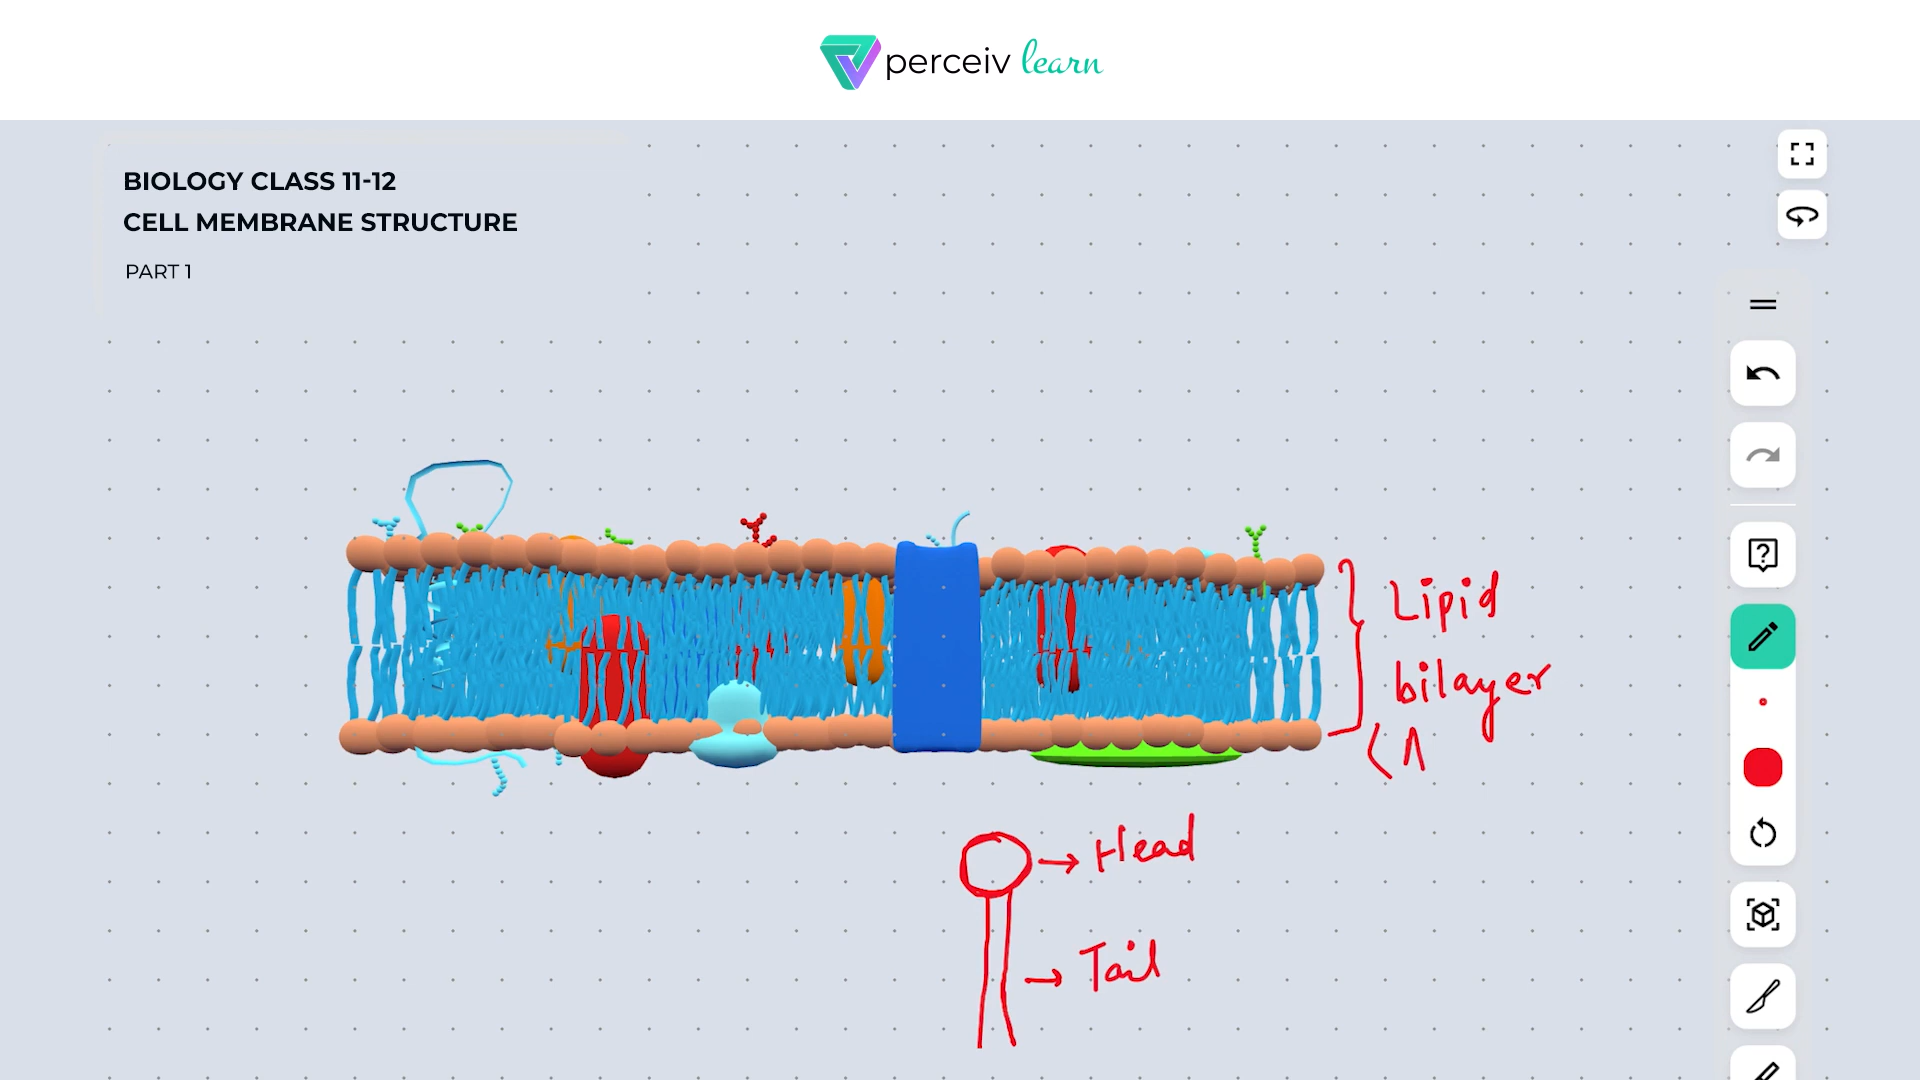 perceiv learn
BIOLOGY CLASS 11-12
CELL MEMBRANE STRUCTURE
PART 1
Lipid
bilayer
Head
Tail